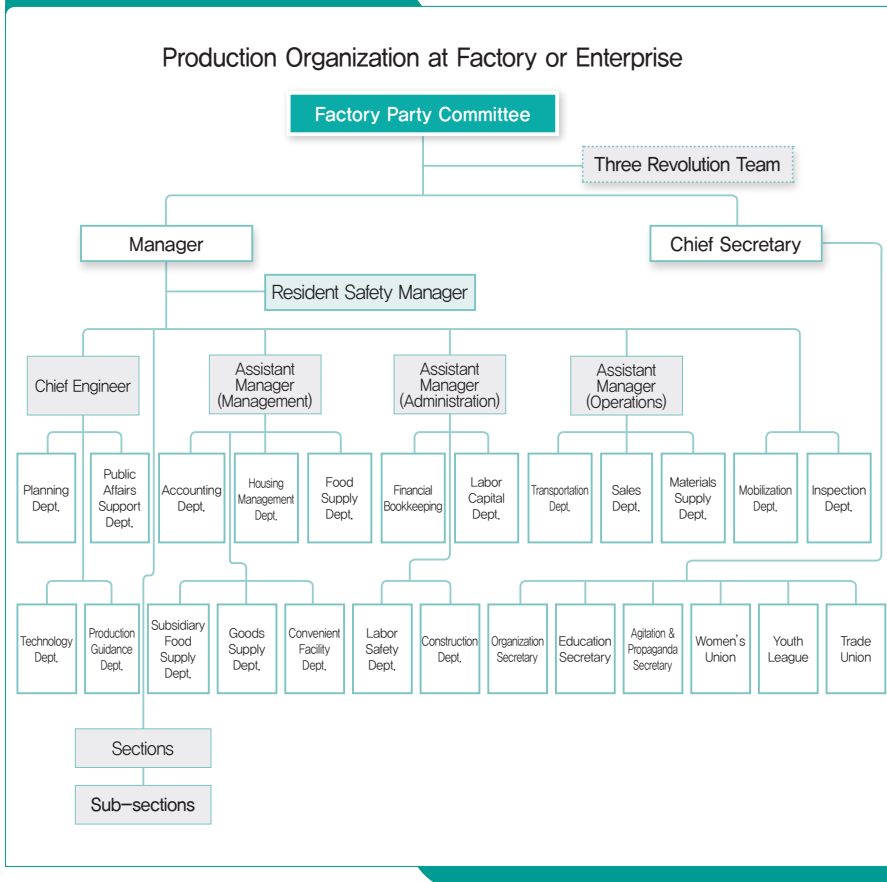 Production Organization at Factory or Enterprise
Factory Party Committee
Three Revolution Team
Manager
Chief Secretary
Resident Safety Manager
Chief Engineer
Assistant
Manager
(Management)
Assistant
Manager
(Administration)
Assistant
Manager
(Operations)
Planning
Dept.
Public
Affairs
Support
Dept.
Accounting
Dept.
Housing
Management
Dept.
Food
Supply
Dept.
Financial
Bookkeeping
Labor
Capital
Dept.
Transportation
Dept.
Sales
Dept.
Materials
Supply
Dept.
Mobilization
Dept.
Inspection
Dept.
Technology
Dept.
Production
Guidance
Dept.
Subsidiary
Food
Supply
Dept.
Goods
Supply
Dept.
Convenient
Facility
Dept.
Labor
Safety
Dept.
Construction
Dept.
Organization
Secretary
Education
Secretary
Agitation &
Propaganda
Secretary
Women's
Union
Youth
League
Trade
Union
Sections
Sub-sections